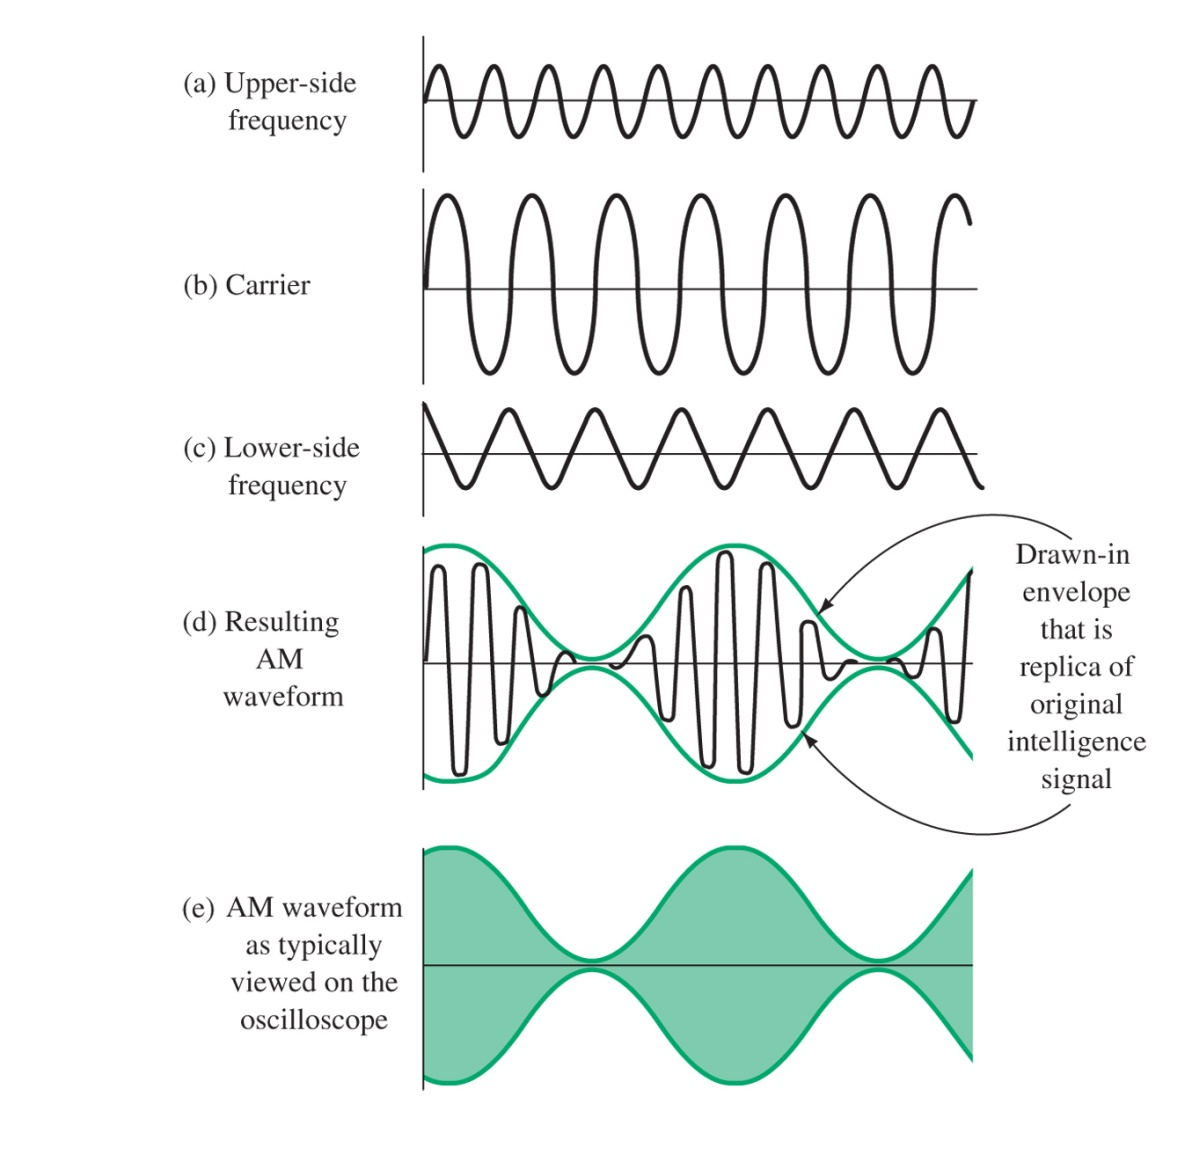 (a) Upper-side
frequency
(b) Carrier
(c) Lower-side
frequency
(d) Resulting
AM
waveform
Drawn-in
envelope
that is
replica of
original
intelligence
signal
(e) AM waveform
as typically
viewed on the
oscilloscope